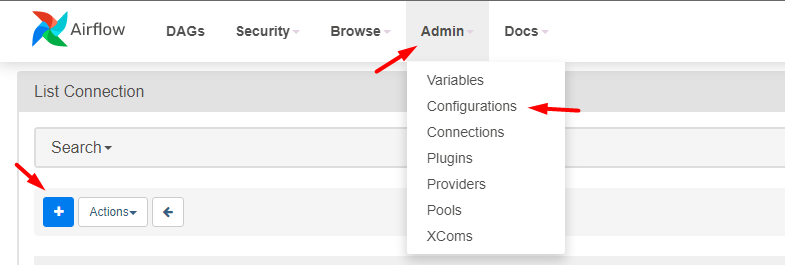 Airflow DAGs Security Browse Admin Docs
List Connection
Search
Actions
Variables
Configurations
Connections
Plugins
Providers
Pools
XComs